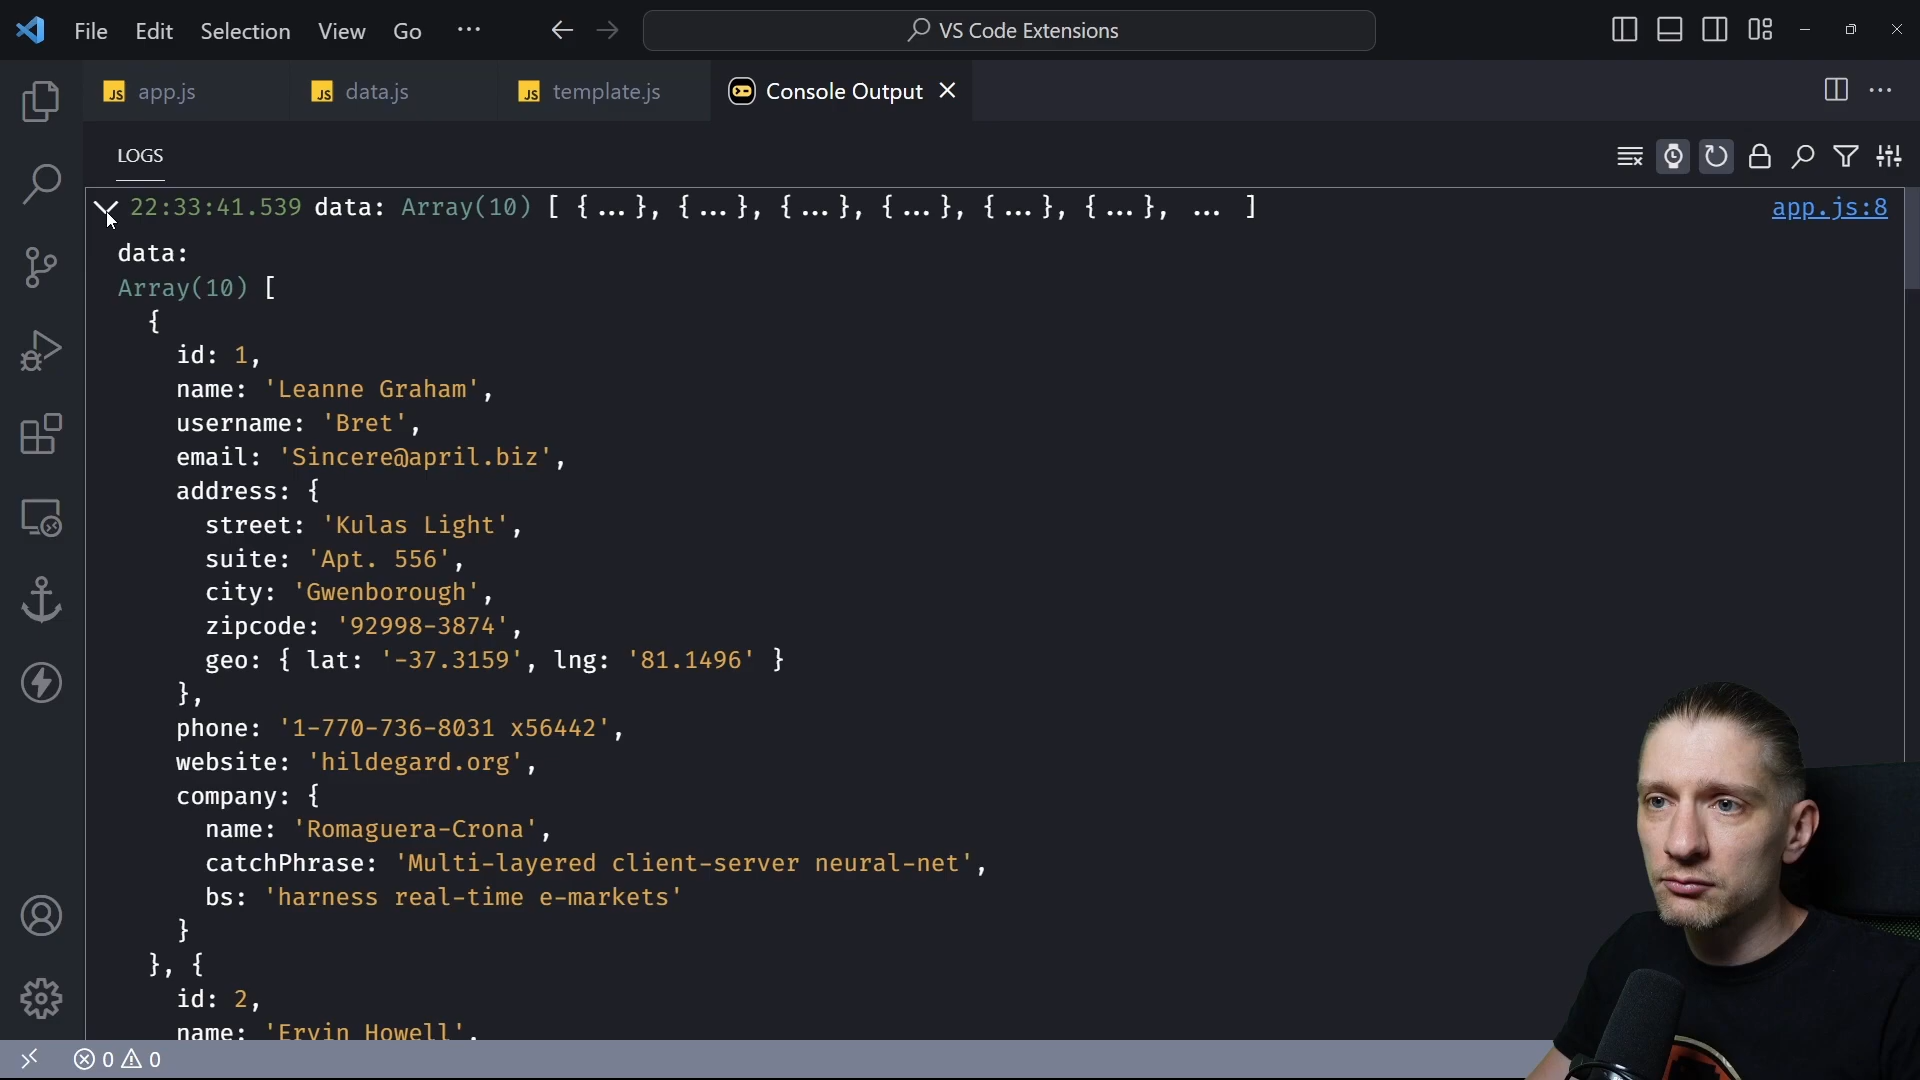 File Edit Selection View Go ··· VS Code Extensions
JS app.js JS data.js JS template.js Console Output
LOGS
22:33:41.539 data: Array(10) [ {...}, {...}, {...}, {...}, {...}, {...}, ... ] app.js:8
data:
Array(10) [
{
id: 1,
name: 'Leanne Graham',
username: 'Bret',
email: 'Sincere@april.biz',
address: {
street: 'Kulas Light',
suite: 'Apt. 556',
city: 'Gwenborough',
zipcode: '92998-3874',
geo: { lat: '-37.3159', lng: '81.1496' }
},
phone: '1-770-736-8031 x56442',
website: 'hildegard.org',
company: {
name: 'Romaguera-Crona',
catchPhrase: 'Multi-layered client-server neural-net',
bs: 'harness real-time e-markets'
}
}, {
id: 2,
name: 'Ervin Howell',
0 0